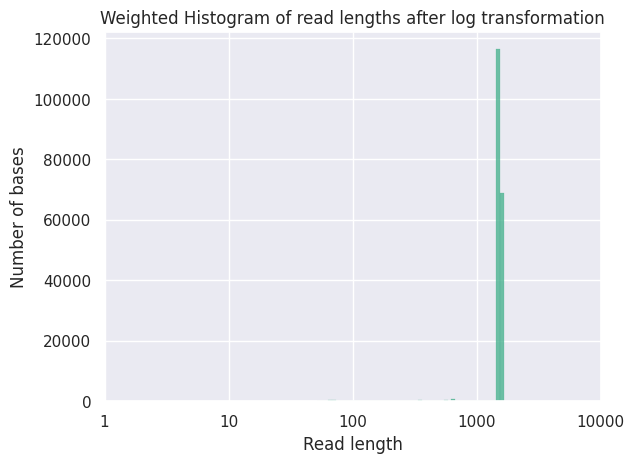 Weighted Histogram of read lengths after log transformation
120000
100000
80000
60000
40000
20000
0
Number of bases
1 10 100 1000 10000
Read length